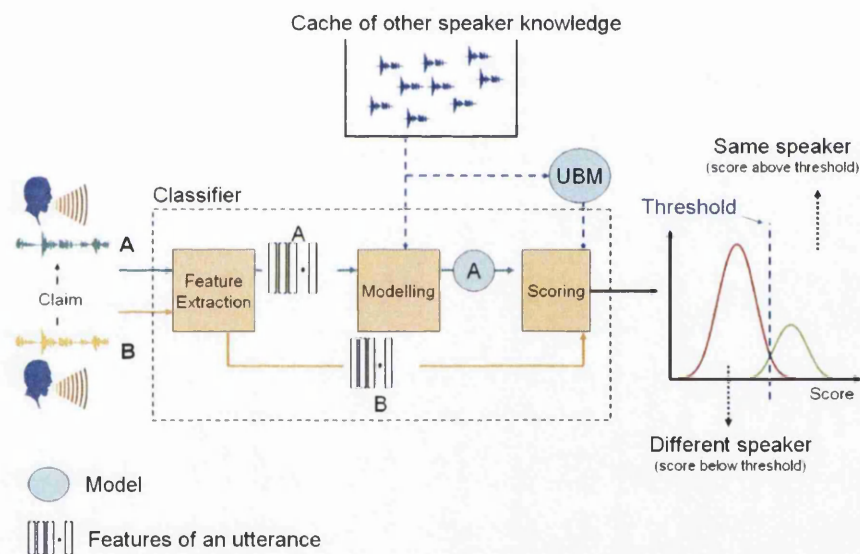 Cache of other speaker knowledge
Same speaker
(score above threshold)
UBM
Classifier
Threshold
A
A
Feature
Extraction
Modelling
A
Scoring
Claim
B
B
Score
Different speaker
(score below threshold)
Model
Features of an utterance